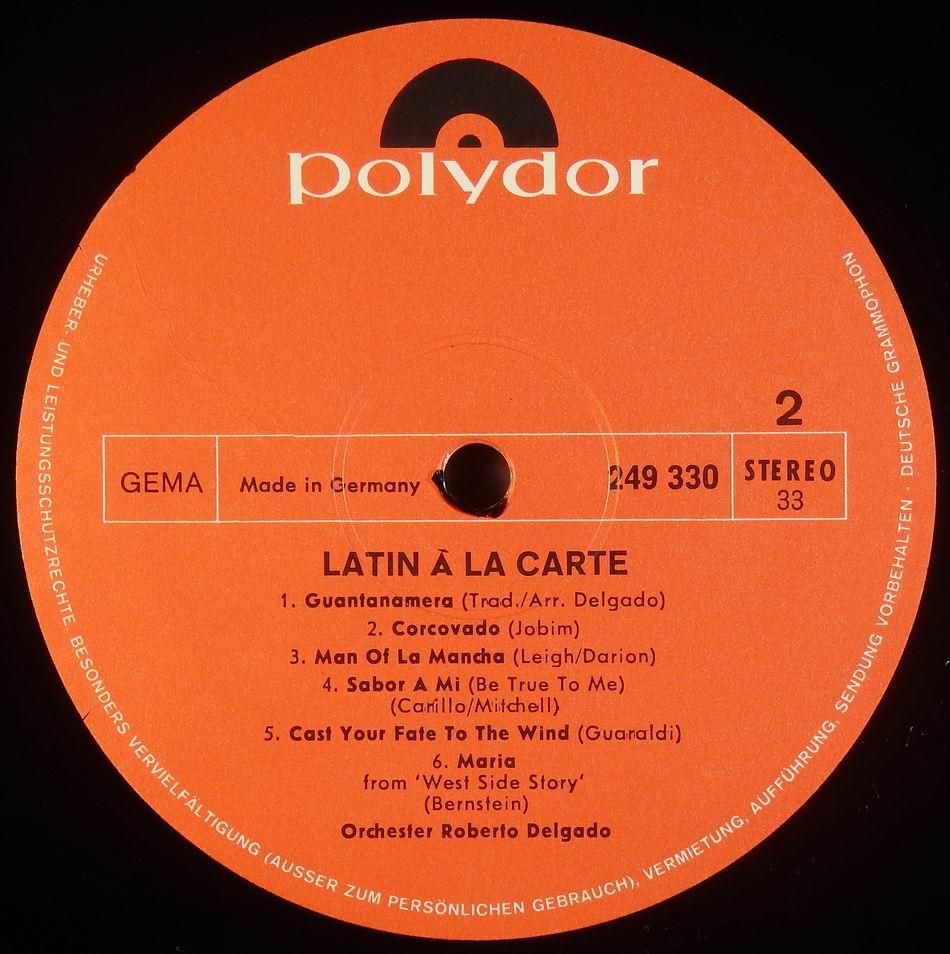 polydor
2
GEMA
Made in Germany
249 330
STEREO
33
LATIN À LA CARTE
1. Guantanamera (Trad./Arr. Delgado)
2. Corcovado (Jobim)
3. Man Of La Mancha (Leigh/Darion)
4. Sabor A Mi (Be True To Me)
(Carillo/Mitchell)
5. Cast Your Fate To The Wind (Guaraldi)
6. Maria
from 'West Side Story'
(Bernstein)
Orchester Roberto Delgado
URHEBER- UND LEISTUNGSSCHUTZRECHTE, BESONDERS VERVIELFÄLTIGUNG (AUSSER ZUM PERSÖNLICHEN GEBRAUCH), VERMIETUNG, AUFFÜHRUNG, SENDUNG VORBEHALTEN · DEUTSCHE GRAMMOPHON